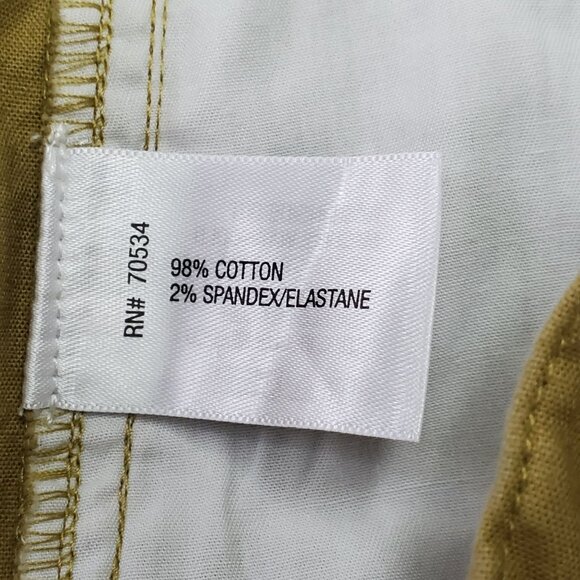 RN# 70534
98% COTTON
2% SPANDEX/ELASTANE